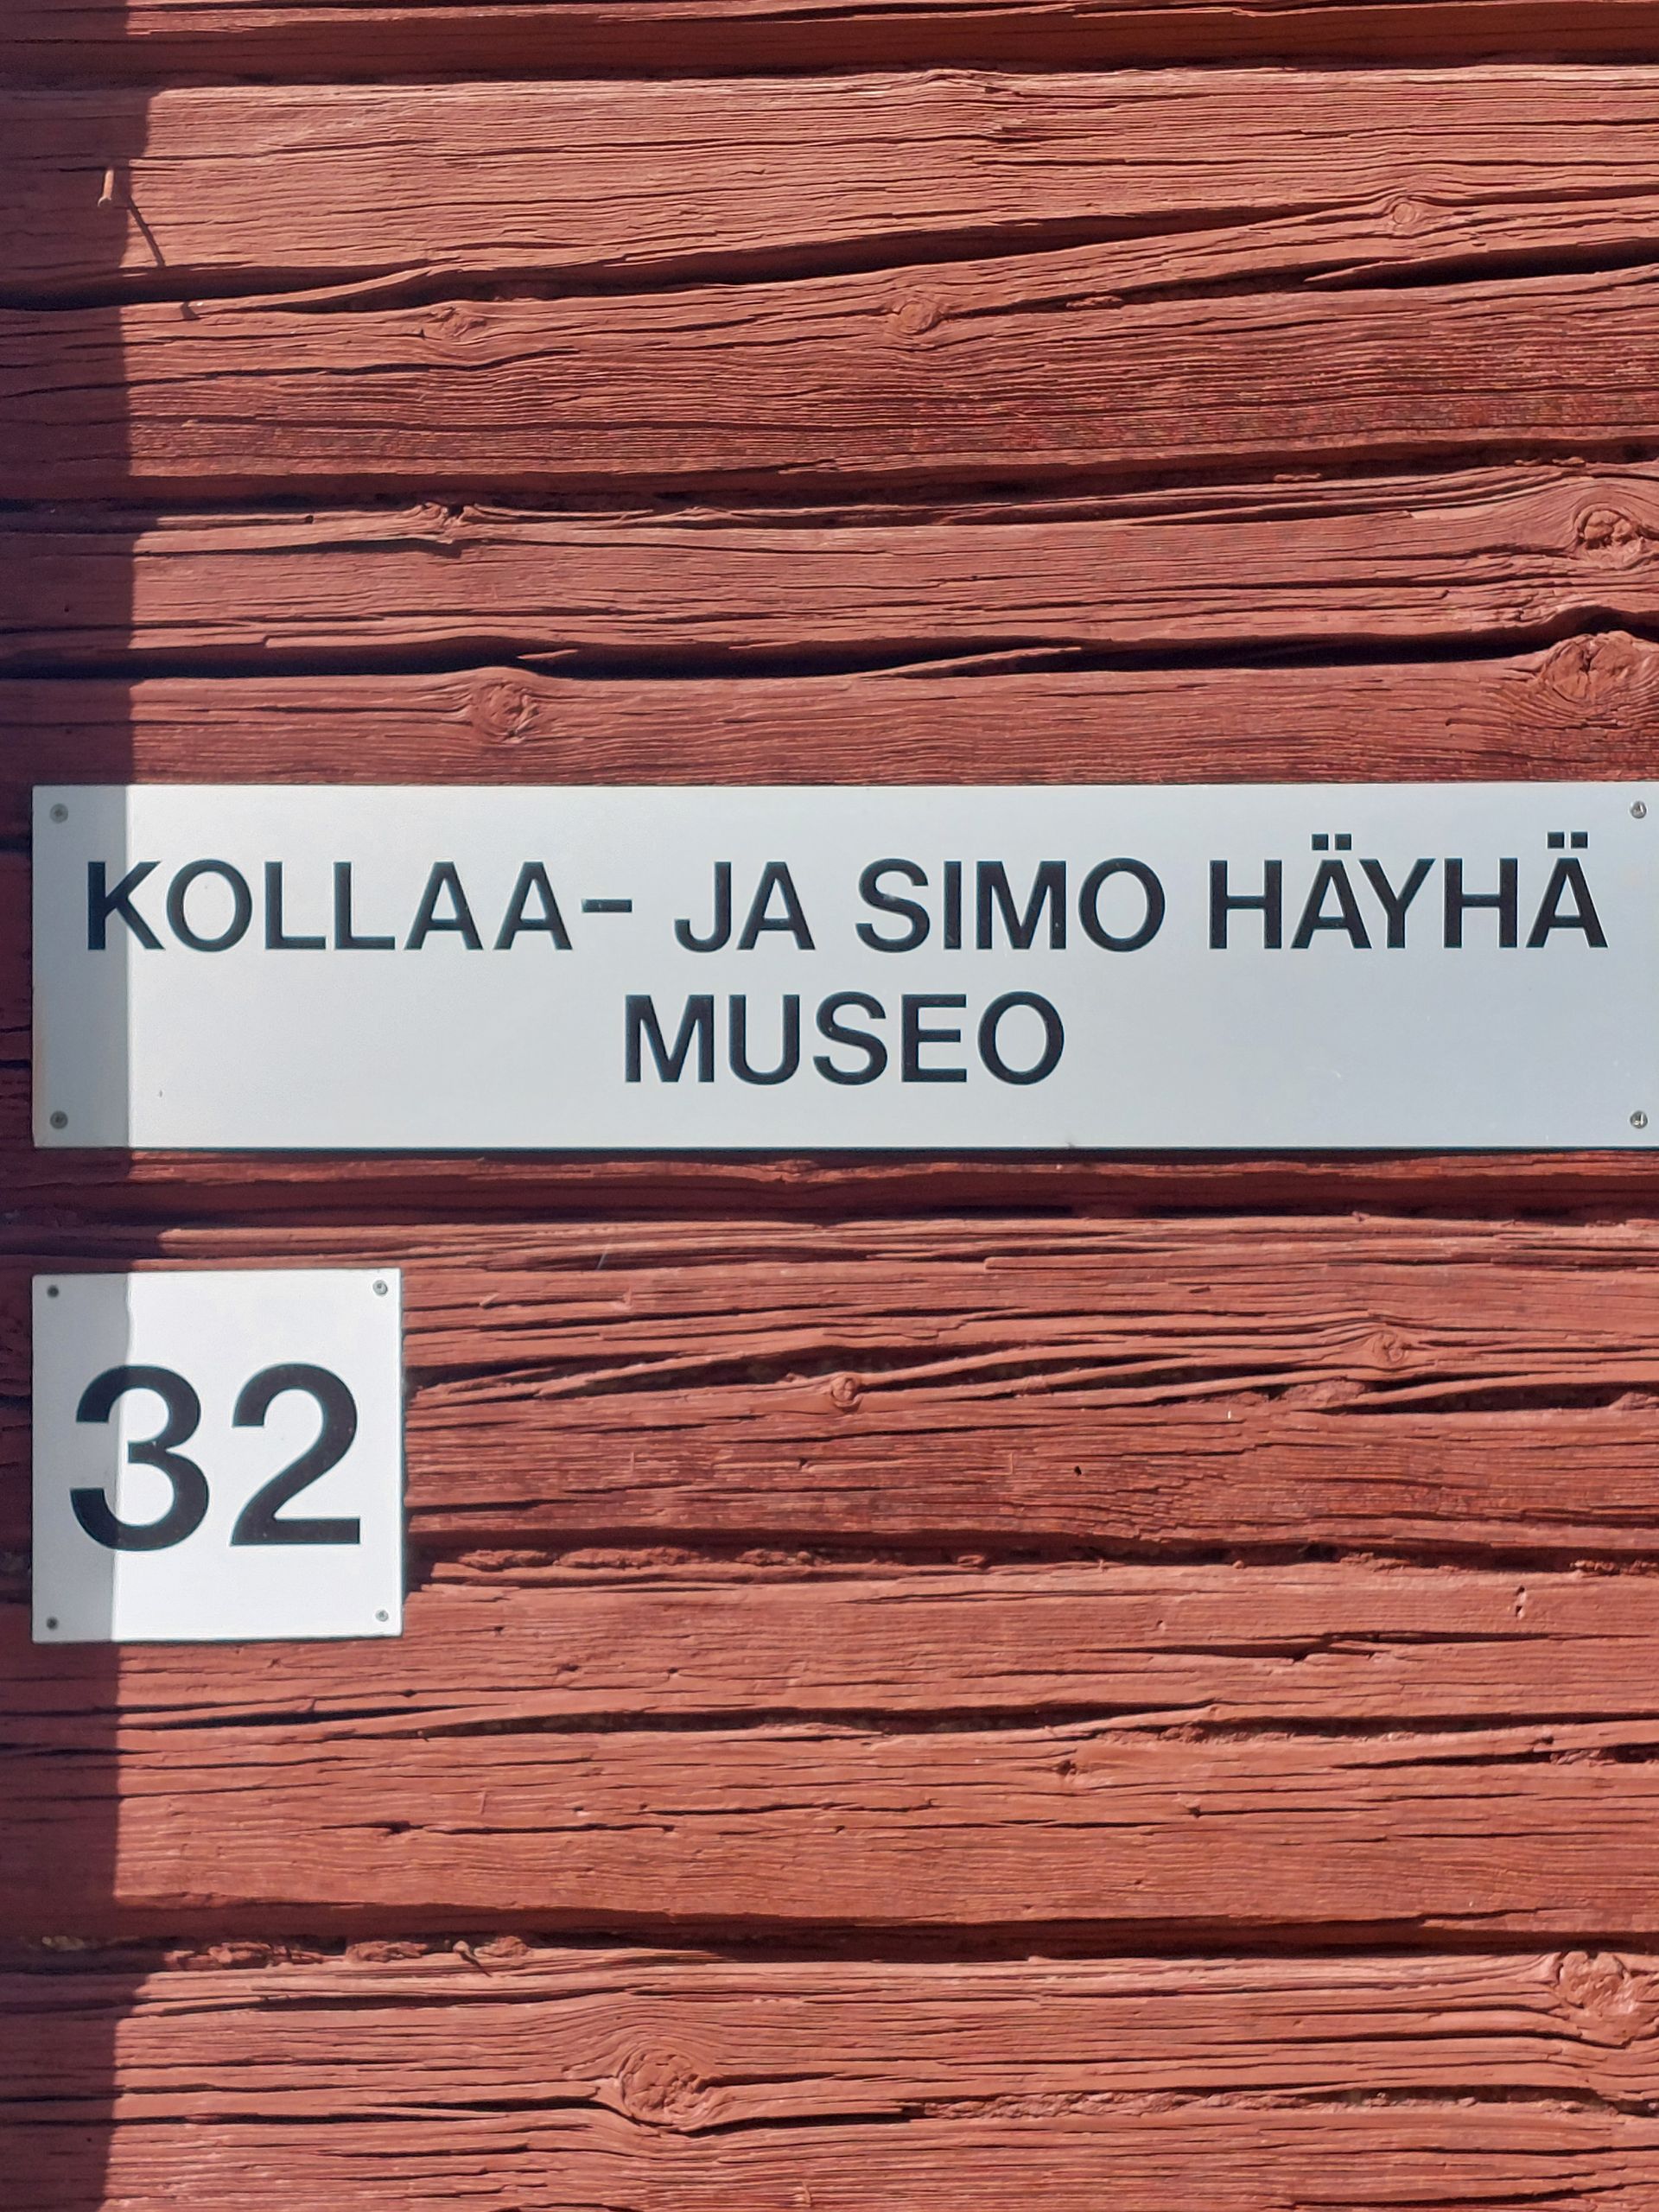 KOLLAA- JA SIMO HÄYHÄ
MUSEO
32